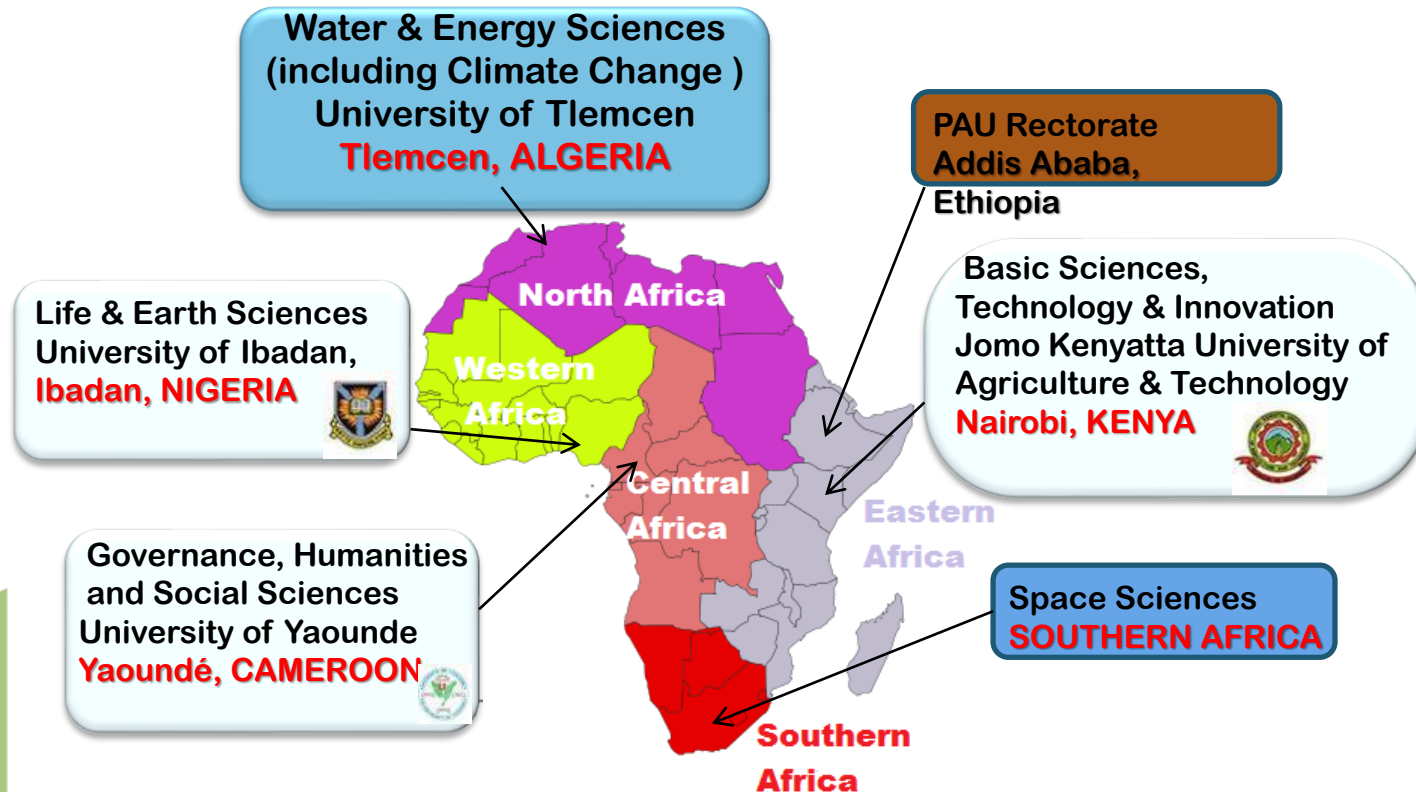 Water & Energy Sciences
(including Climate Change )
University of Tlemcen
Tlemcen, ALGERIA
PAU Rectorate
Addis Ababa,
Ethiopia
Life & Earth Sciences
University of Ibadan,
Ibadan, NIGERIA
Basic Sciences,
Technology & Innovation
Jomo Kenyatta University of
Agriculture & Technology
Nairobi, KENYA
North Africa
Western
Africa
Central
Africa
Eastern
Africa
Governance, Humanities
and Social Sciences
University of Yaounde
Yaoundé, CAMEROON
Space Sciences
SOUTHERN AFRICA
Southern
Africa